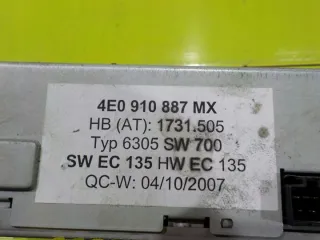 4E0 910 887 MX
HB (AT): 1731.505
Typ 6305 SW 700
SW EC 135 HW EC 135
QC-W: 04/10/2007